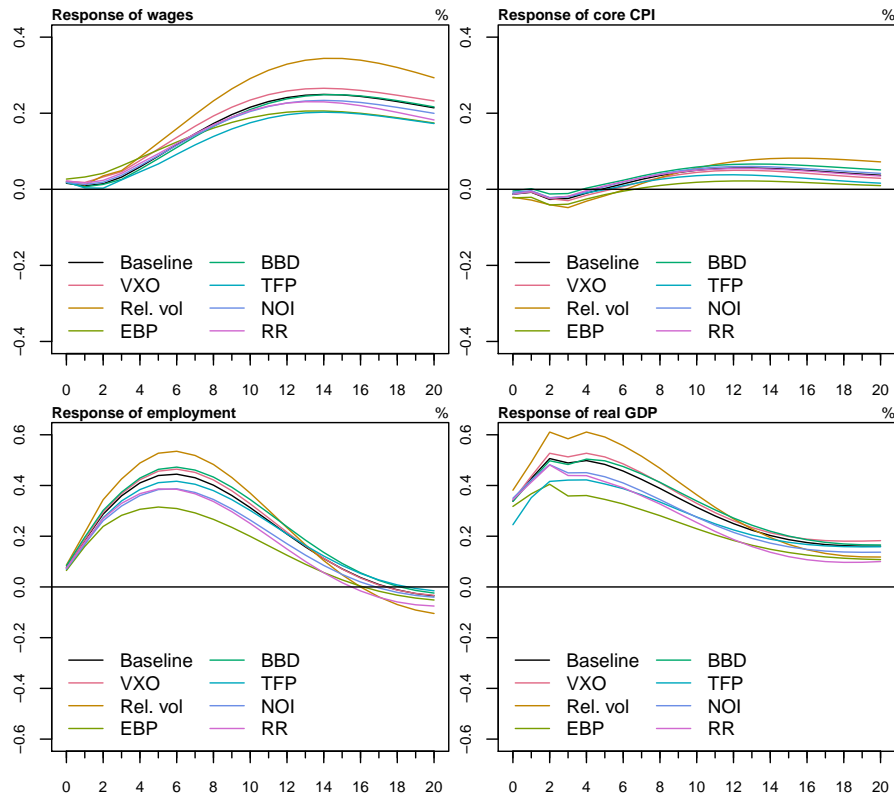 Response of wages %
0.4
0.2
0.0
−0.2
−0.4
Baseline BBD
VXO TFP
Rel. vol NOI
EBP RR
0 2 4 6 8 10 12 14 16 18 20
Response of core CPI %
0.4
0.2
0.0
−0.2
−0.4
Baseline BBD
VXO TFP
Rel. vol NOI
EBP RR
0 2 4 6 8 10 12 14 16 18 20
Response of employment %
0.6
0.4
0.2
0.0
−0.2
−0.4
−0.6
Baseline BBD
VXO TFP
Rel. vol NOI
EBP RR
0 2 4 6 8 10 12 14 16 18 20
Response of real GDP %
0.6
0.4
0.2
0.0
−0.2
−0.4
−0.6
Baseline BBD
VXO TFP
Rel. vol NOI
EBP RR
0 2 4 6 8 10 12 14 16 18 20